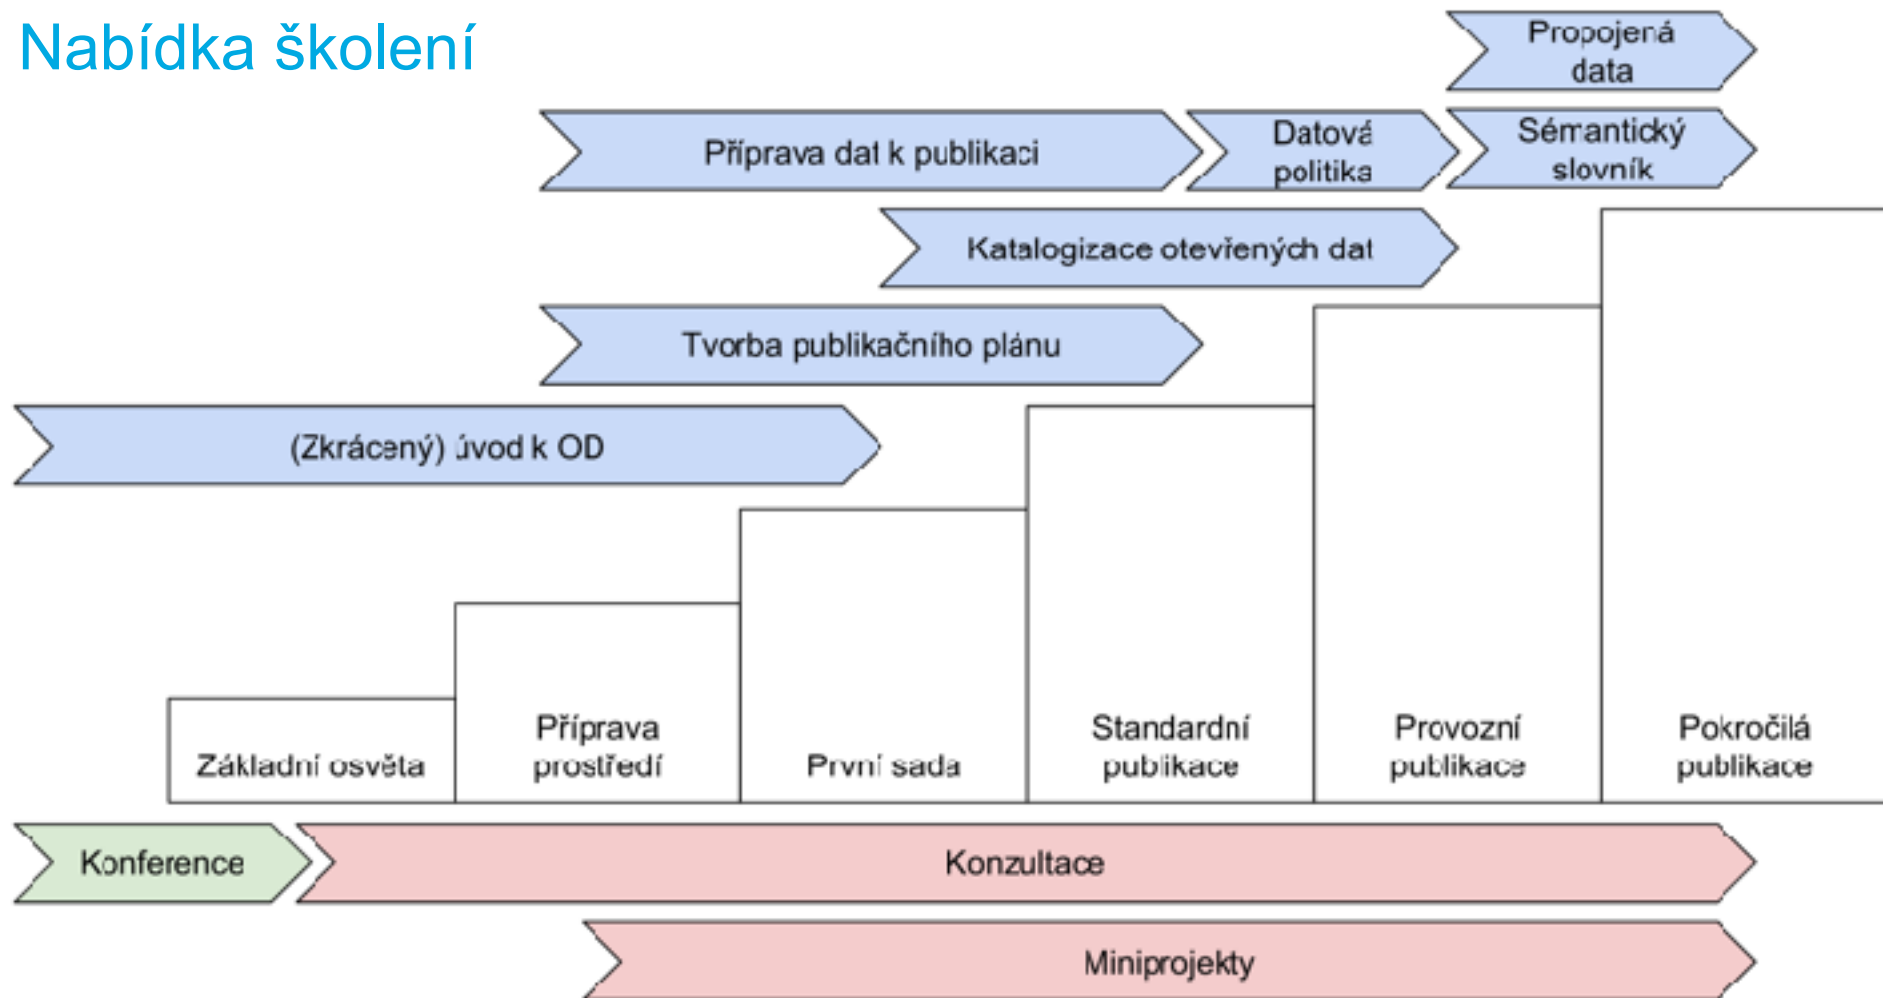 Nabídka školení
Propojená
data
Příprava dat k publikaci
Datová
politika
Sémantický
slovník
Katalogizace otevřených dat
Tvorba publikačního plánu
(Zkrácený) úvod k OD
Základní osvěta
Příprava
prostředí
První sada
Standardní
publikace
Provozní
publikace
Pokročilá
publikace
Konference
Konzultace
Miniprojekty